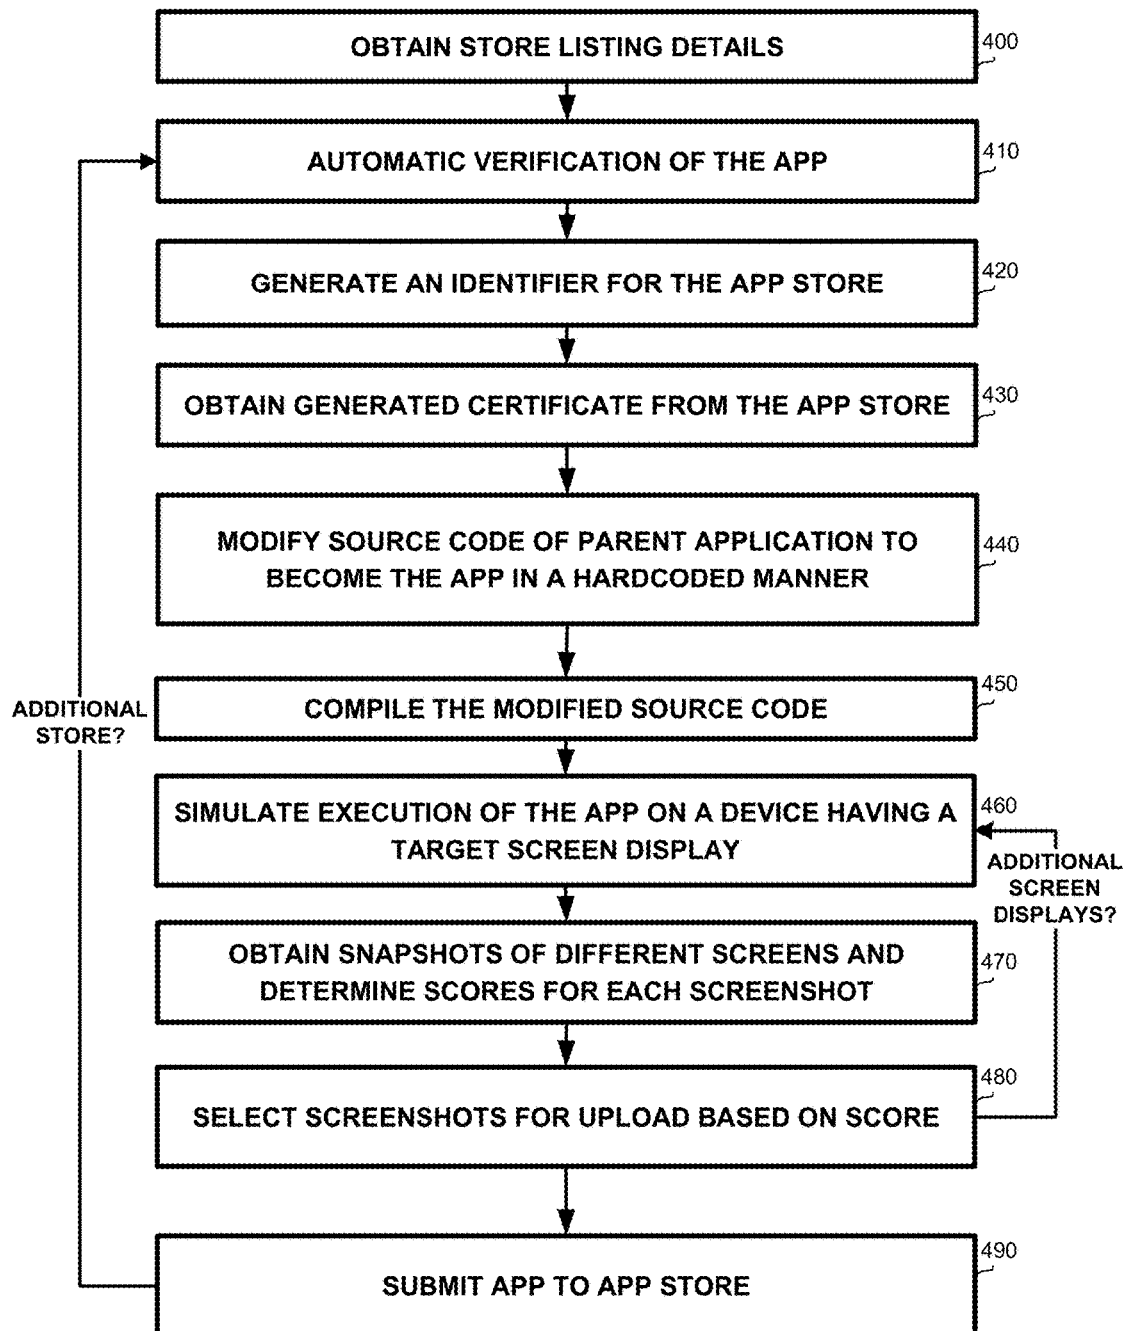 OBTAIN STORE LISTING DETAILS
400
AUTOMATIC VERIFICATION OF THE APP
410
GENERATE AN IDENTIFIER FOR THE APP STORE
420
OBTAIN GENERATED CERTIFICATE FROM THE APP STORE
430
MODIFY SOURCE CODE OF PARENT APPLICATION TO
BECOME THE APP IN A HARDCODED MANNER
440
COMPILE THE MODIFIED SOURCE CODE
450
ADDITIONAL
STORE?
SIMULATE EXECUTION OF THE APP ON A DEVICE HAVING A
TARGET SCREEN DISPLAY
460
ADDITIONAL
SCREEN
DISPLAYS?
OBTAIN SNAPSHOTS OF DIFFERENT SCREENS AND
DETERMINE SCORES FOR EACH SCREENSHOT
470
SELECT SCREENSHOTS FOR UPLOAD BASED ON SCORE
480
SUBMIT APP TO APP STORE
490